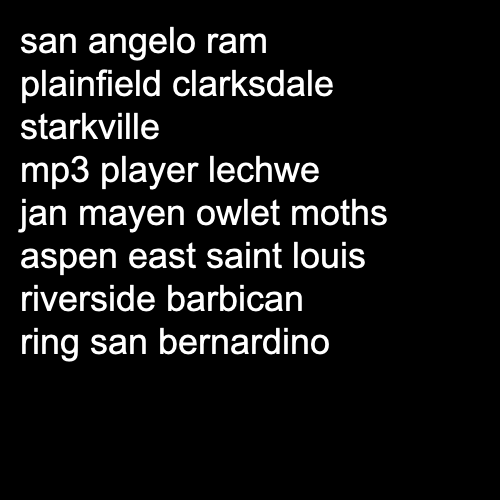 san angelo ram
plainfield clarksdale
starkville
mp3 player lechwe
jan mayen owlet moths
aspen east saint louis
riverside barbican
ring san bernardino